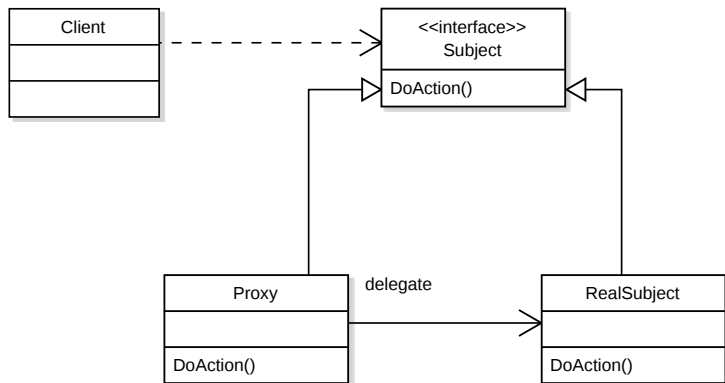 Client
<<interface>>
Subject
DoAction()
Proxy
delegate
RealSubject
DoAction()
DoAction()